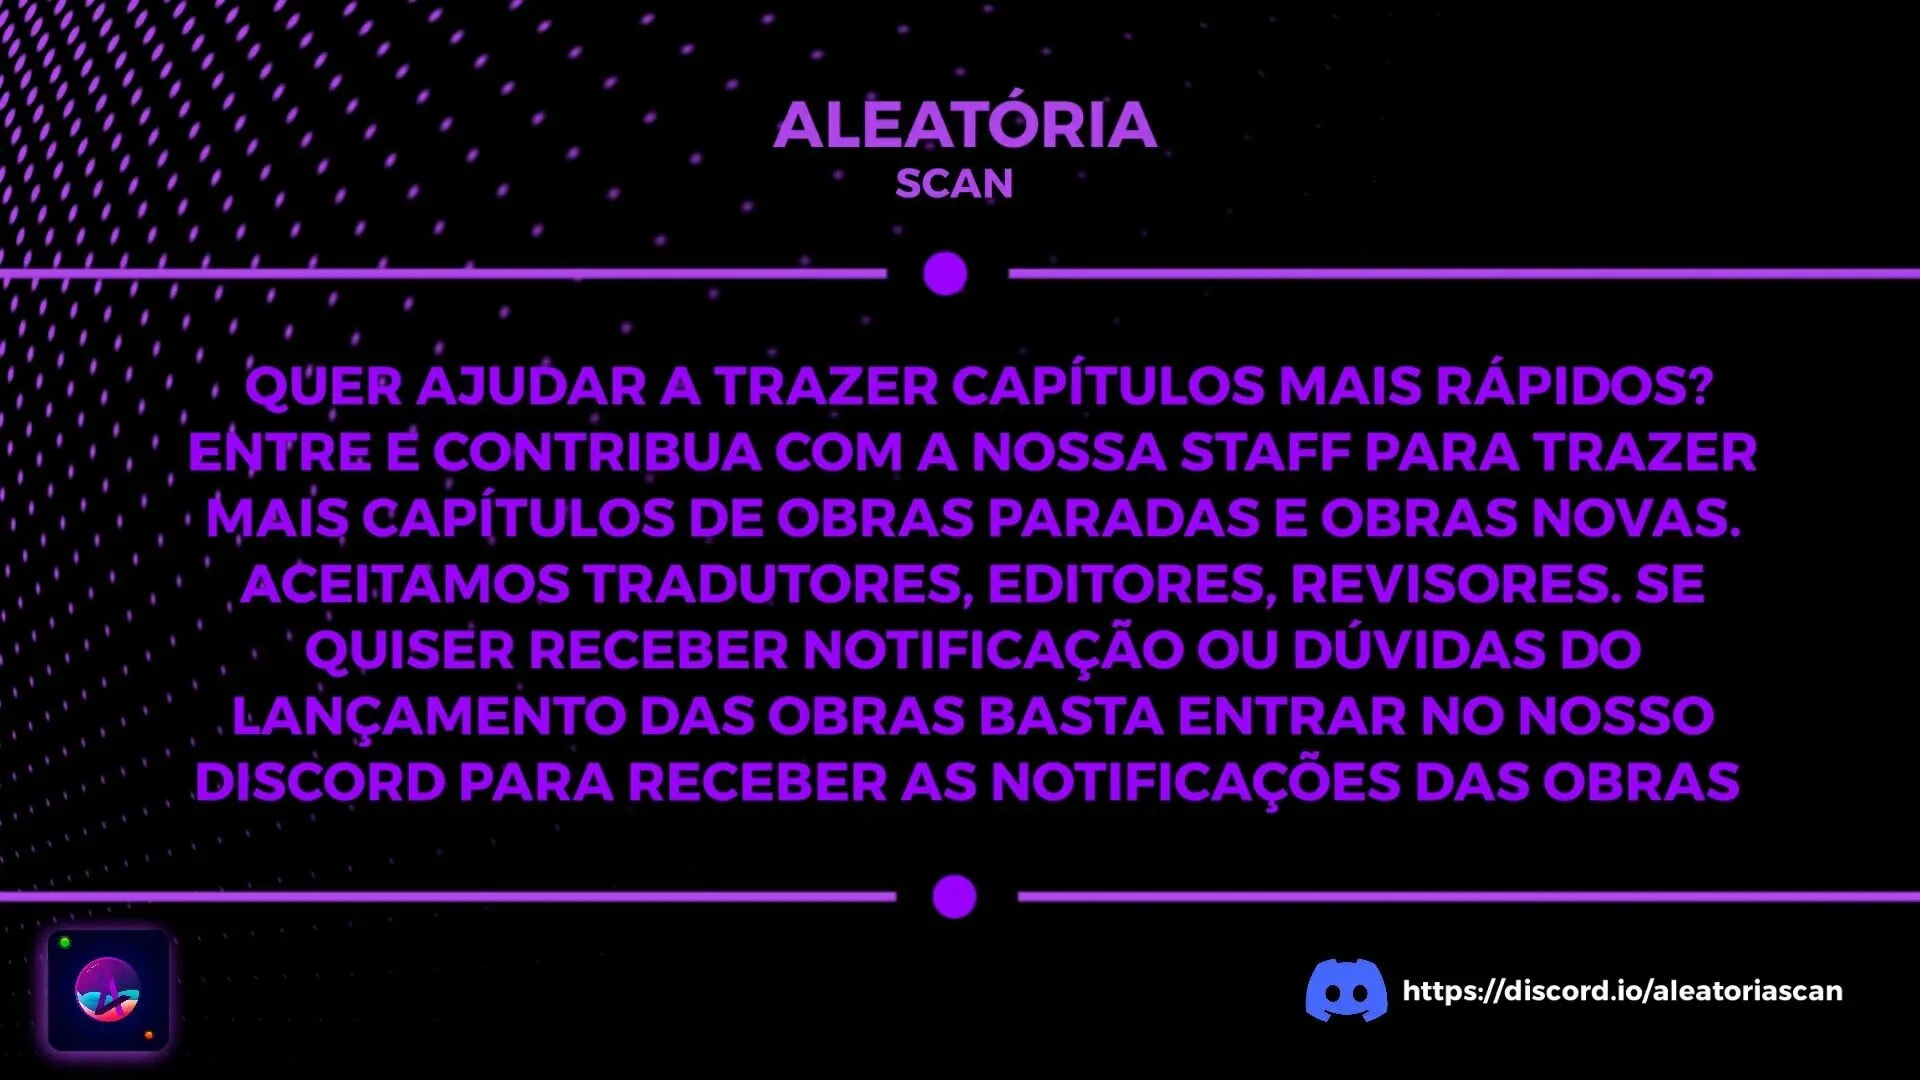 ALEATÓRIA
SCAN
QUER AJUDAR A TRAZER CAPÍTULOS MAIS RÁPIDOS?
ENTRE E CONTRIBUA COM A NOSSA STAFF PARA TRAZER
MAIS CAPÍTULOS DE OBRAS PARADAS E OBRAS NOVAS.
ACEITAMOS TRADUTORES, EDITORES, REVISORES. SE
QUISER RECEBER NOTIFICAÇÃO OU DÚVIDAS DO
LANÇAMENTO DAS OBRAS BASTA ENTRAR NO NOSSO
DISCORD PARA RECEBER AS NOTIFICAÇÕES DAS OBRAS
https://discord.io/aleatoriascan